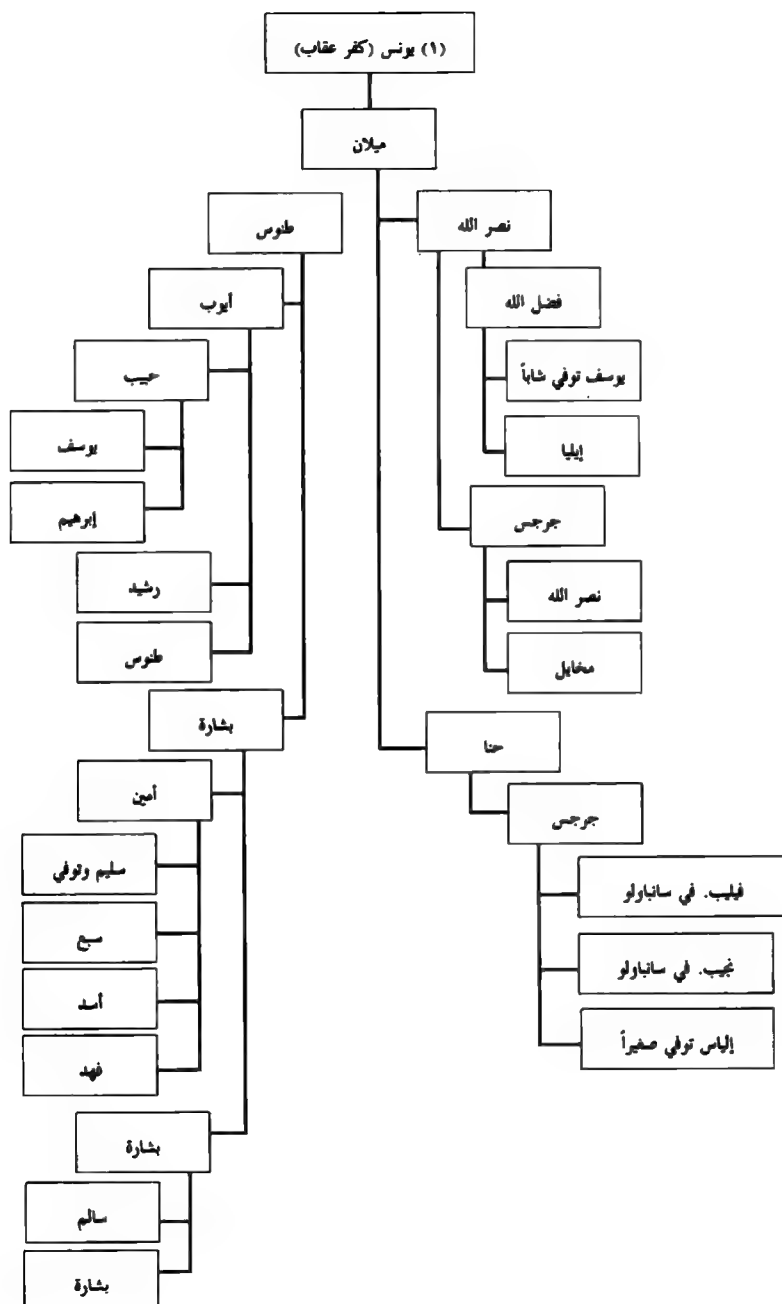 (١) يونس (كفر عقاب)
ميلان
نصر الله
فضل الله
يوسف توفي شاباً
إيليا
جرجس
نصر الله
مخايل
حنا
جرجس
فيليب. في سانباولو
نجيب. في سانباولو
إلياس توفي صغيراً
طنوس
أيوب
حبيب
يوسف
إبرهيم
رشيد
طنوس
بشارة
أمين
سليم وتوفي
سبع
أسد
فهد
بشارة
سالم
بشارة